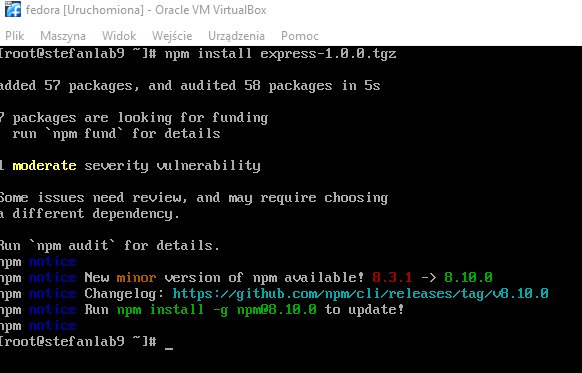 fedora [Uruchomiona] - Oracle VM VirtualBox
Plik Maszyna Widok Wejście Urządzenia Pomoc
[root@stefanlab9 ~]# npm install express-1.0.0.tgz
added 57 packages, and audited 58 packages in 5s
7 packages are looking for funding
run `npm fund` for details
1 moderate severity vulnerability
Some issues need review, and may require choosing
a different dependency.
Run `npm audit` for details.
npm notice
npm notice New minor version of npm available! 8.3.1 -> 8.10.0
npm notice Changelog: https://github.com/npm/cli/releases/tag/v8.10.0
npm notice Run npm install -g npm@8.10.0 to update!
npm notice
[root@stefanlab9 ~]# _